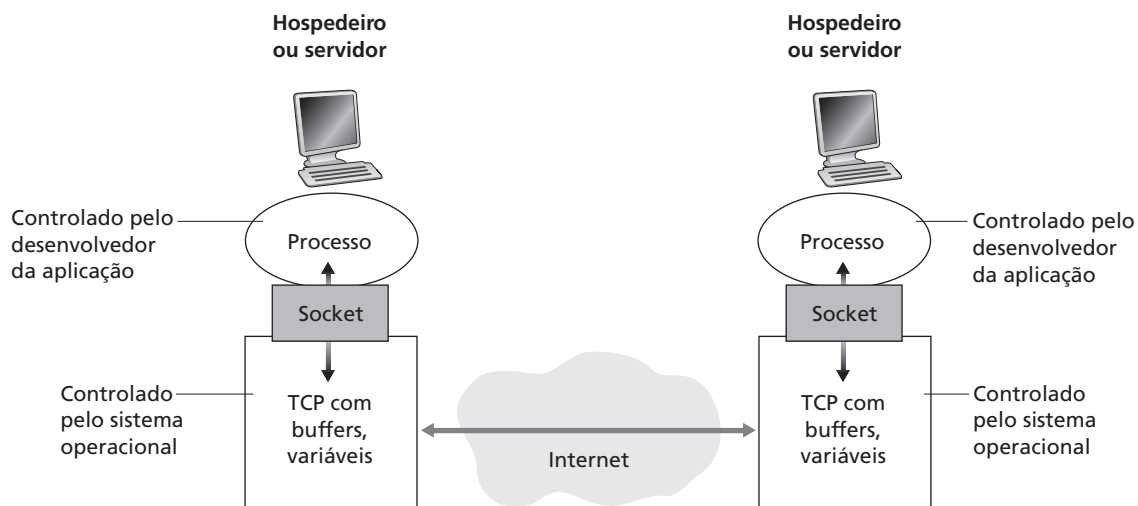 Hospedeiro
ou servidor
Hospedeiro
ou servidor
Controlado pelo
desenvolvedor
da aplicação
Processo
Processo
Controlado pelo
desenvolvedor
da aplicação
Socket
Socket
Controlado
pelo sistema
operacional
TCP com
buffers,
variáveis
Internet
TCP com
buffers,
variáveis
Controlado
pelo sistema
operacional